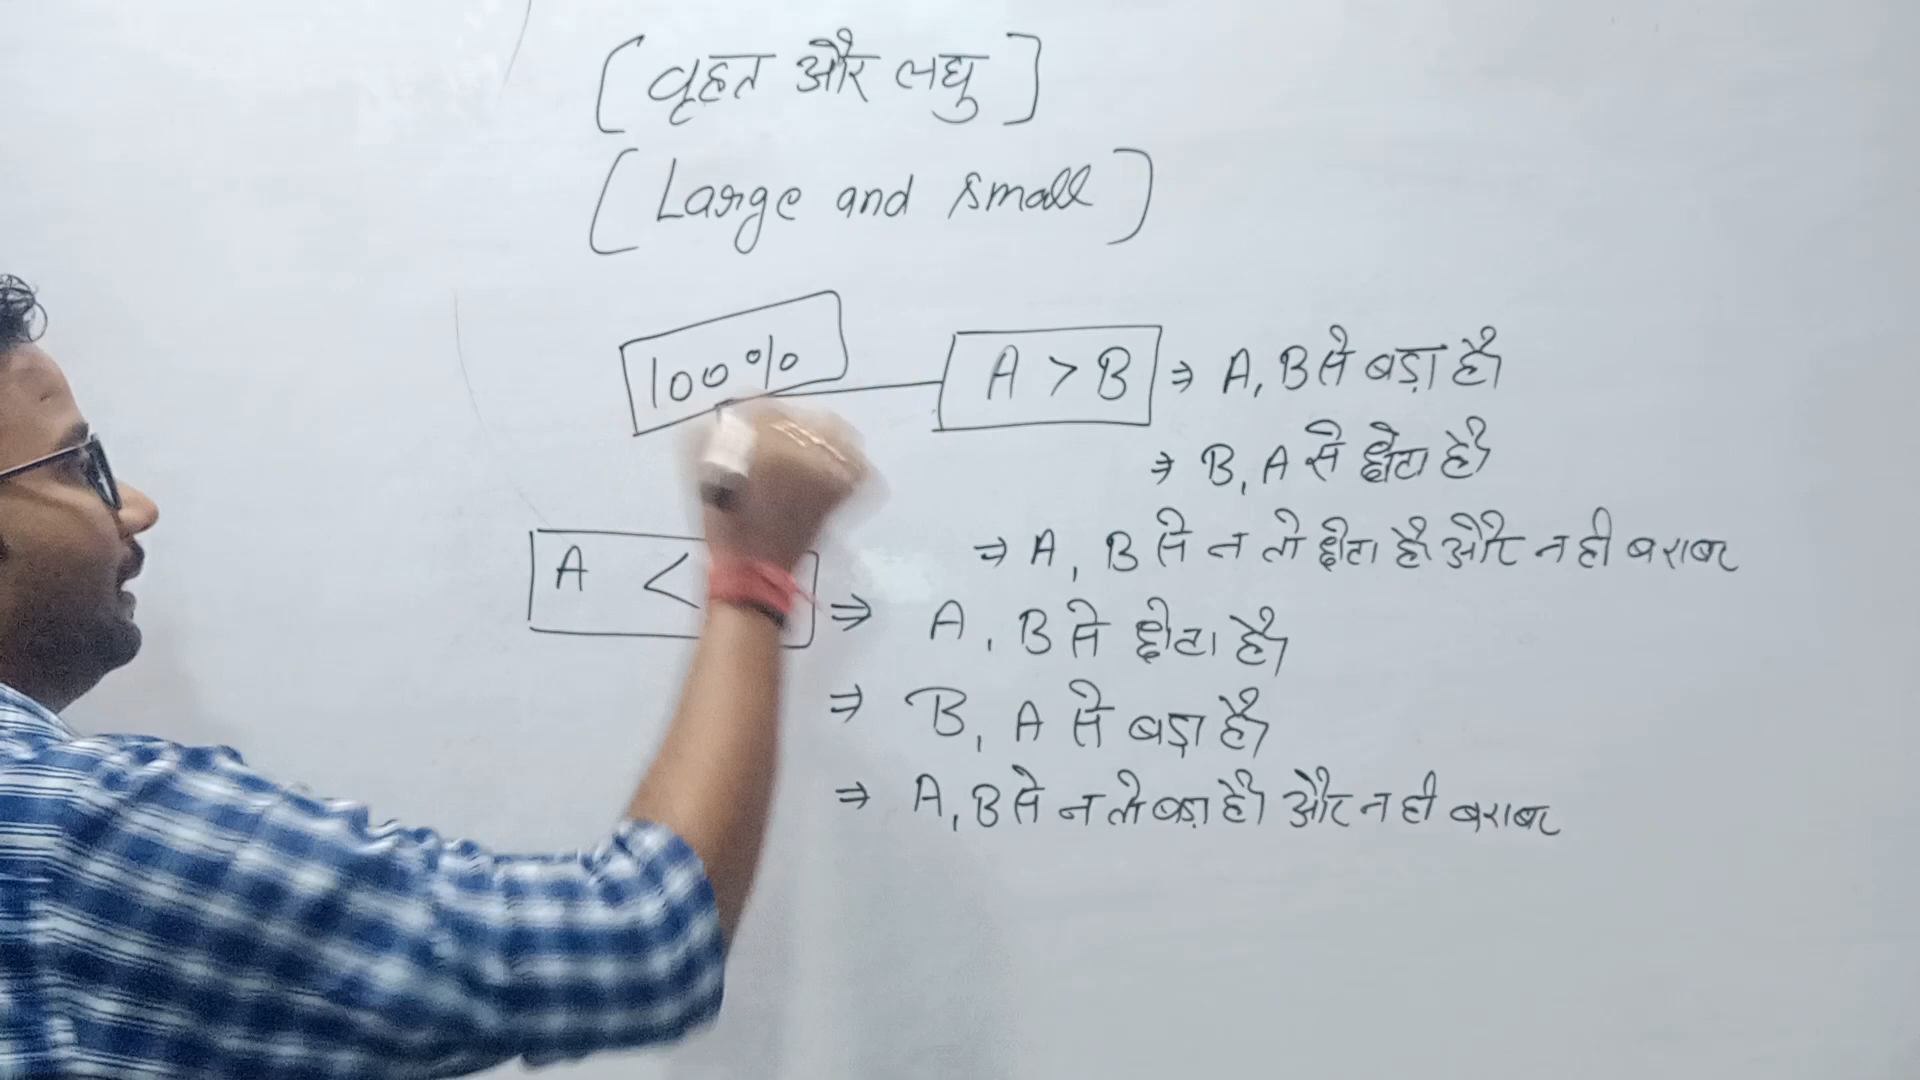 [वृहत और लघु]
[Large and small]
100%
A > B ⇒ A, B से बड़ा है।
⇒ B, A से छोटा है।
⇒ A, B से न तो छोटा है और न ही बराबर
A <
⇒ A, B से छोटा है।
⇒ B, A से बड़ा है।
⇒ A, B से न तो बड़ा है। और न ही बराबर